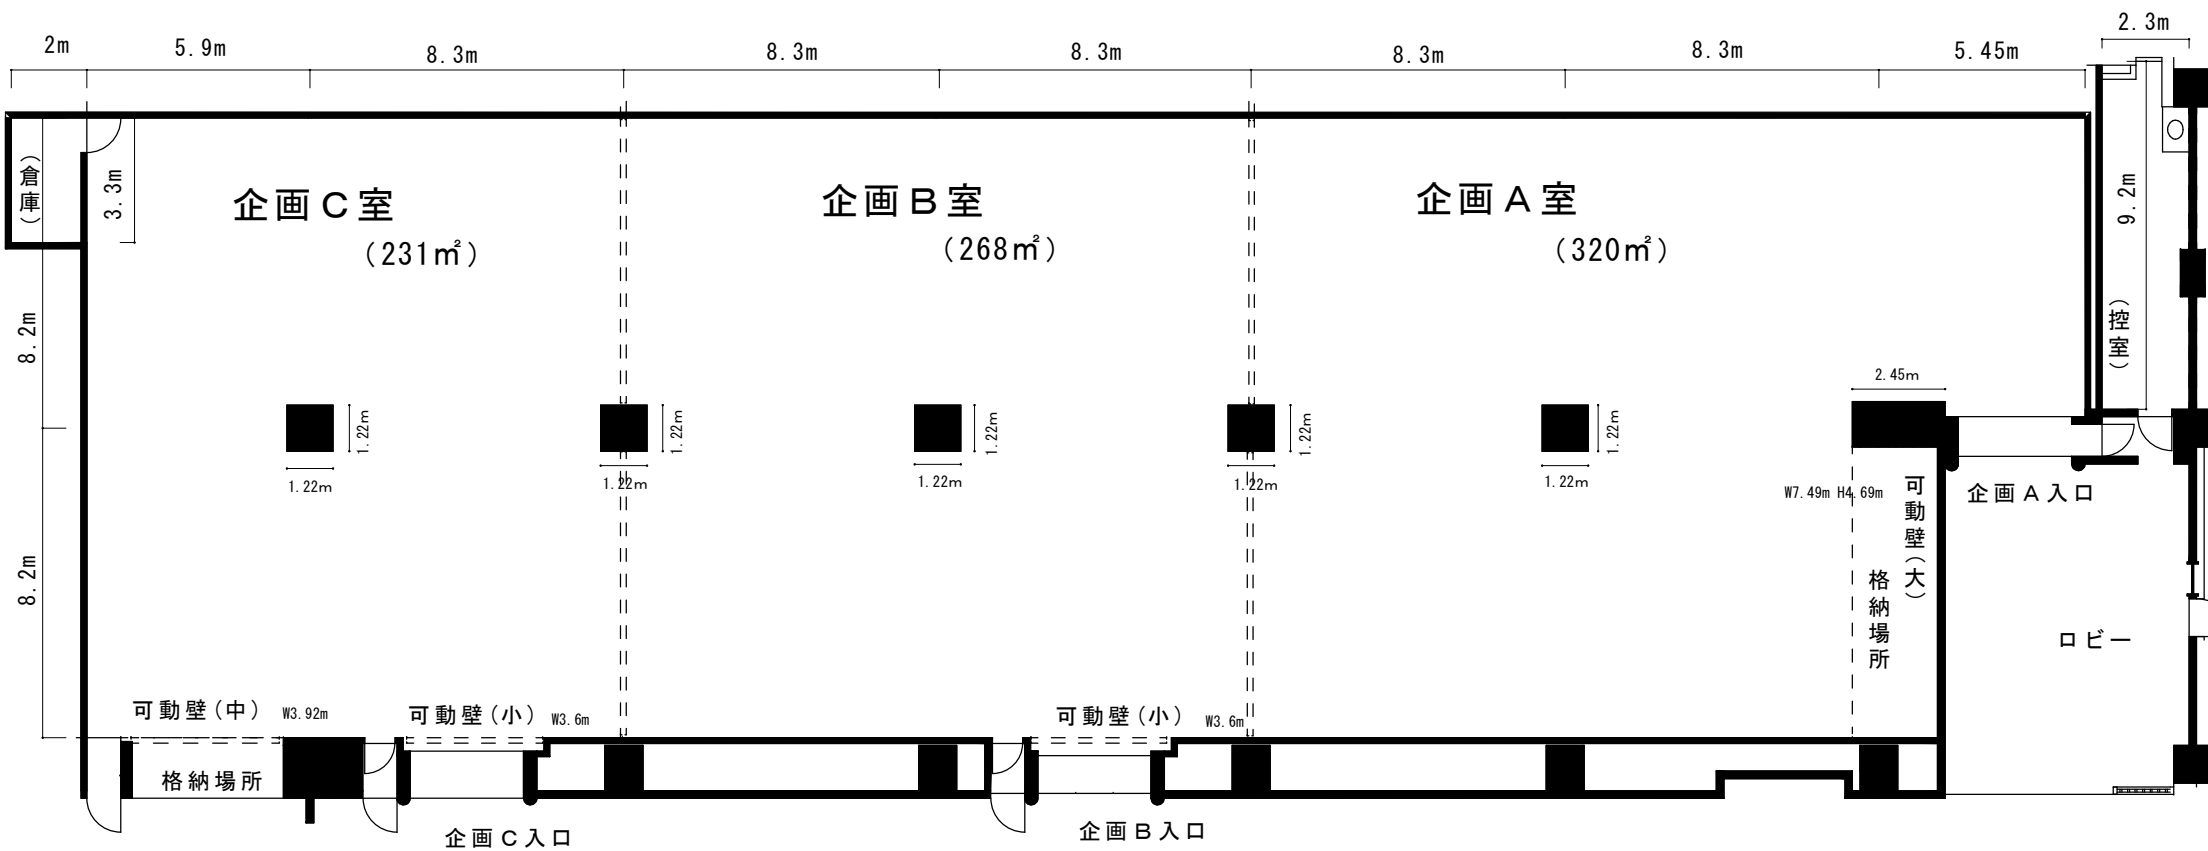 2m
5.9m
8.3m
8.3m
8.3m
8.3m
8.3m
5.45m
2.3m
(倉庫)
3.3m
企画C室
(231㎡)
企画B室
(268㎡)
企画A室
(320㎡)
9.2m
(控室)
8.2m
8.2m
1.22m
1.22m
1.22m
1.22m
1.22m
1.22m
1.22m
1.22m
1.22m
1.22m
2.45m
W7.49m H4.69m
可動壁(大)
格納場所
企画A入口
ロビー
可動壁(中) W3.92m
可動壁(小) W3.6m
可動壁(小) W3.6m
格納場所
企画C入口
企画B入口